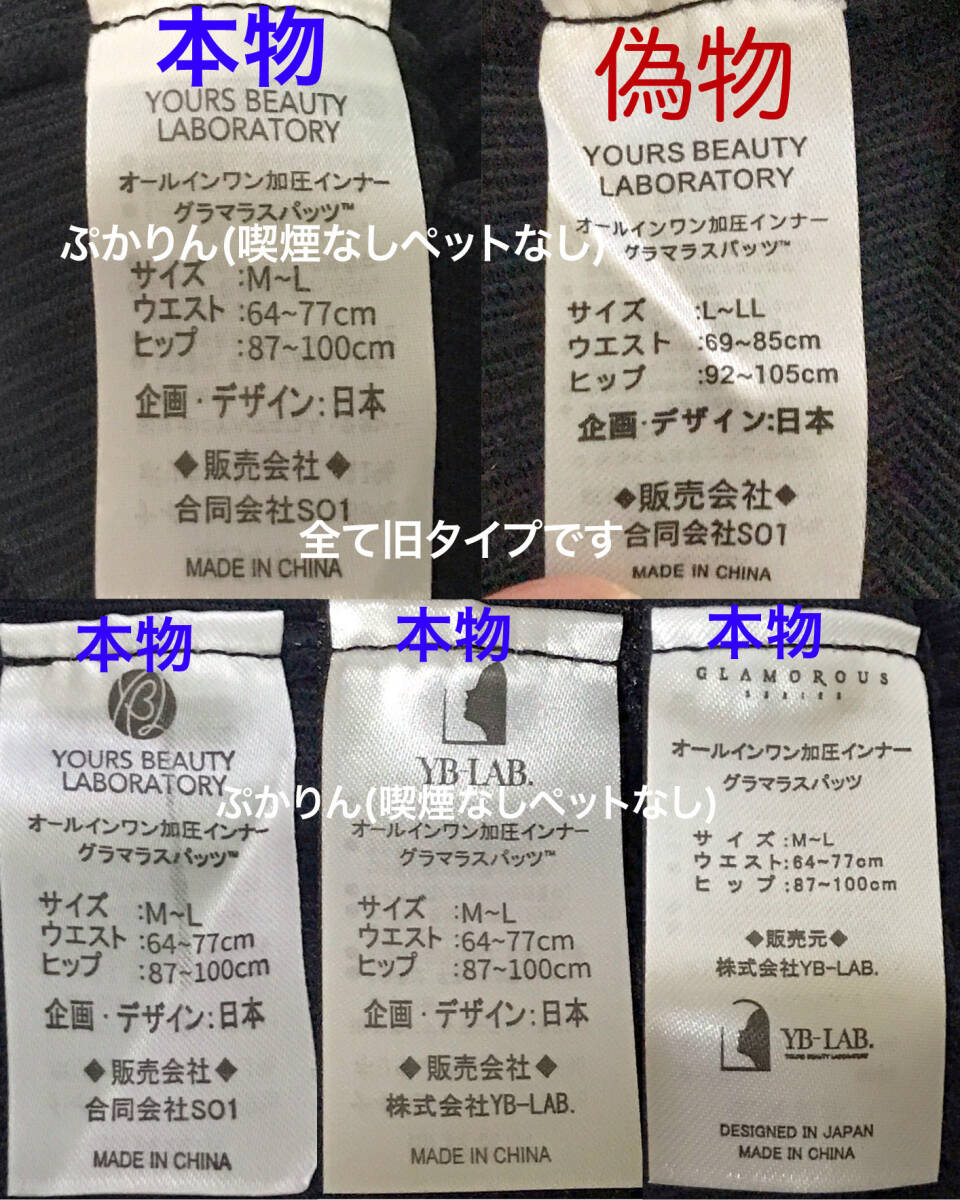 本物
YOURS BEAUTY
LABORATORY
オールインワン加圧インナー
グラマラスパッツ™
サイズ :M~L
ウエスト :64~77cm
ヒップ :87~100cm
企画・デザイン:日本
◆販売会社◆
合同会社SO1
MADE IN CHINA
偽物
YOURS BEAUTY
LABORATORY
オールインワン加圧インナー
グラマラスパッツ™
サイズ :L~LL
ウエスト :69~85cm
ヒップ :92~105cm
企画・デザイン:日本
◆販売会社◆
合同会社SO1
MADE IN CHINA
ぷかりん(喫煙なしペットなし)
全て旧タイプです
本物
YOURS BEAUTY
LABORATORY
オールインワン加圧インナー
グラマラスパッツ™
サイズ :M~L
ウエスト :64~77cm
ヒップ :87~100cm
企画・デザイン:日本
◆販売会社◆
合同会社SO1
MADE IN CHINA
本物
YB-LAB.
オールインワン加圧インナー
グラマラスパッツ™
サイズ :M~L
ウエスト :64~77cm
ヒップ :87~100cm
企画・デザイン:日本
◆販売会社◆
株式会社YB-LAB.
MADE IN CHINA
本物
GLAMOROUS
SERIES
オールインワン加圧インナー
グラマラスパッツ
サイズ:M~L
ウエスト:64~77cm
ヒップ:87~100cm
◆販売元◆
株式会社YB-LAB.
YB-LAB.
YOURS BEAUTY LABORATORY
DESIGNED IN JAPAN
MADE IN CHINA
ぷかりん(喫煙なしペットなし)